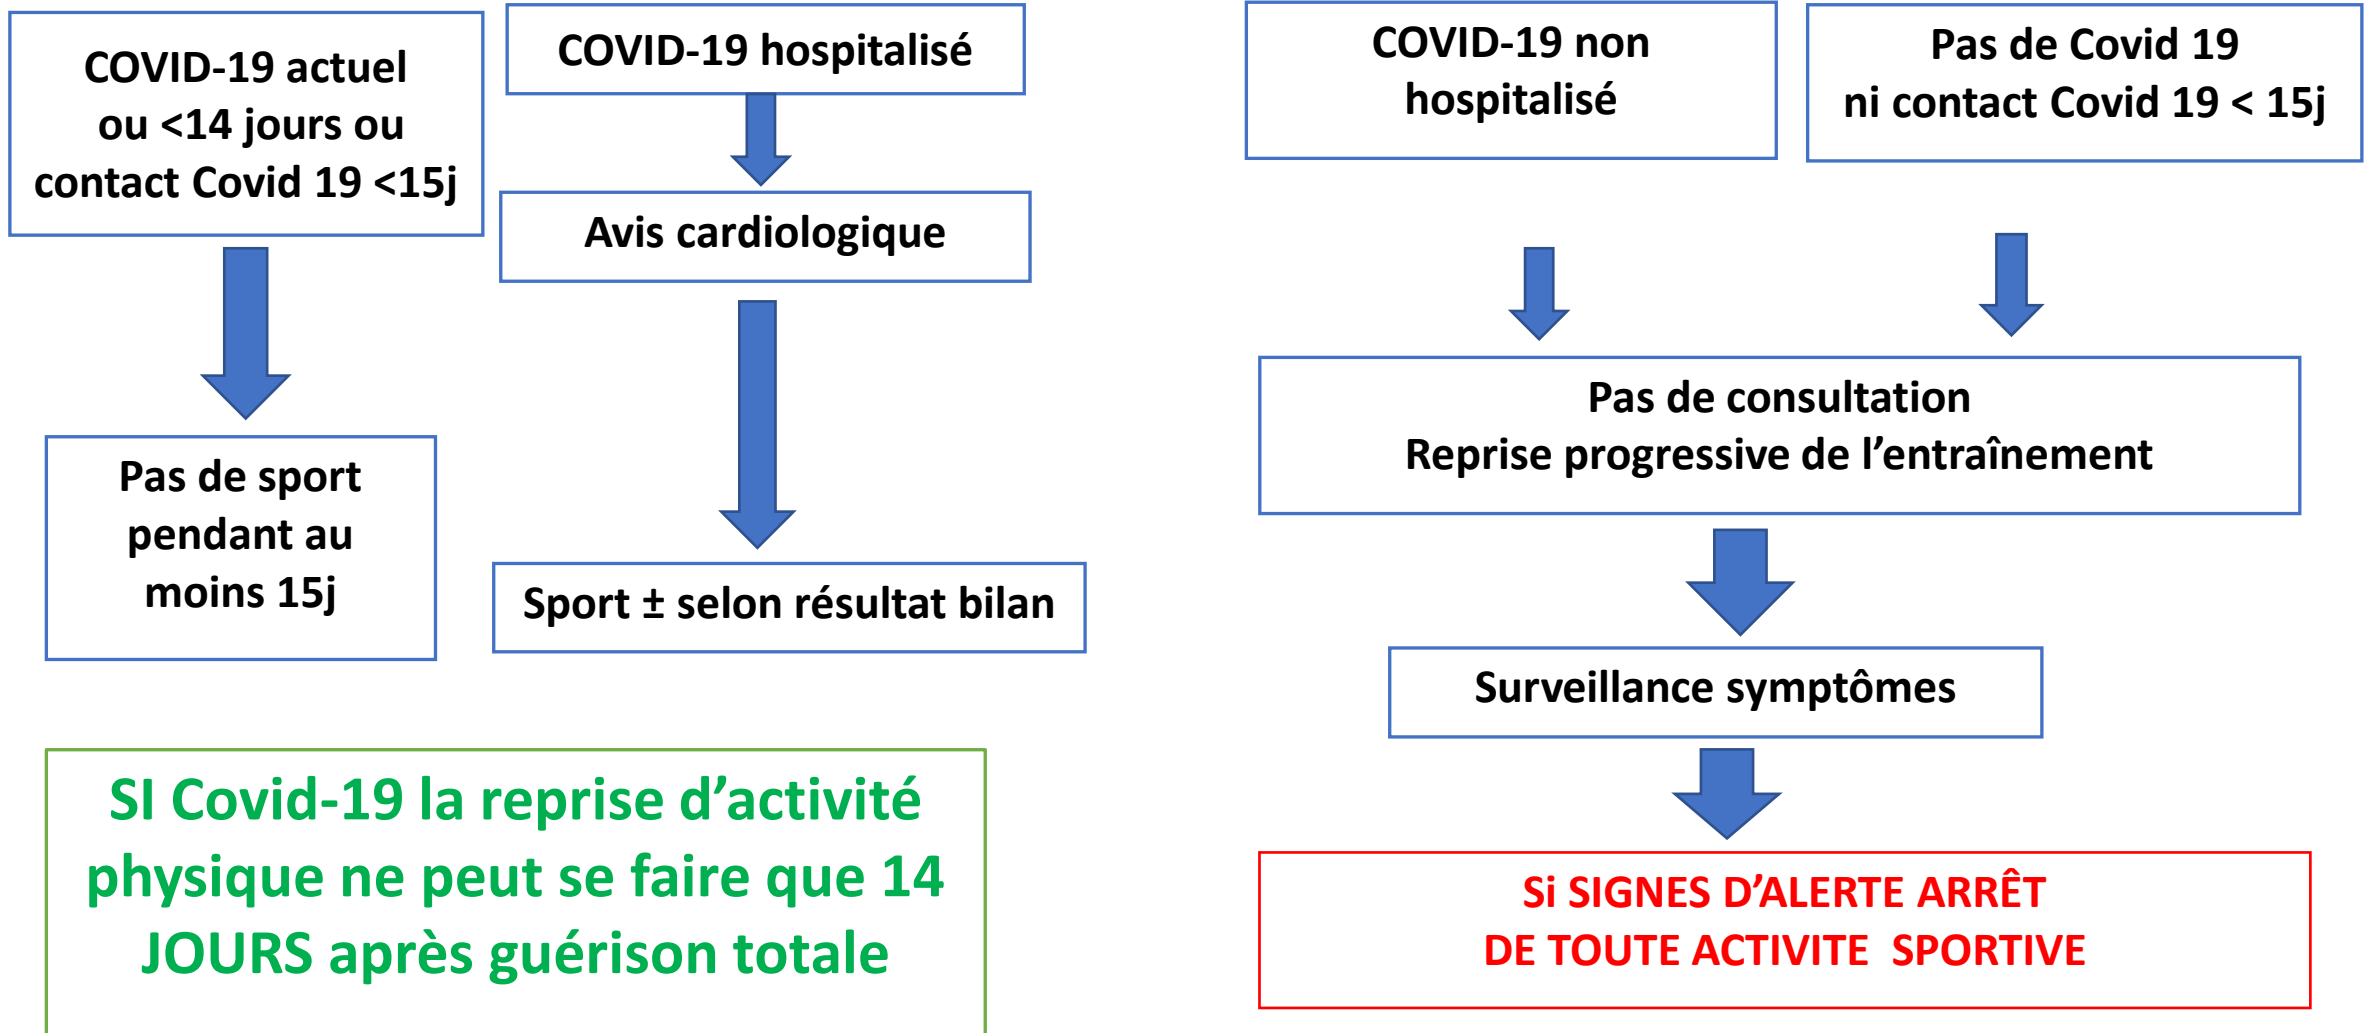 COVID-19 actuel
ou <14 jours ou
contact Covid 19 <15j
COVID-19 hospitalisé
COVID-19 non
hospitalisé
Pas de Covid 19
ni contact Covid 19 < 15j
Avis cardiologique
Pas de consultation
Reprise progressive de l’entraînement
Pas de sport
pendant au
moins 15j
Sport ± selon résultat bilan
Surveillance symptômes
SI Covid-19 la reprise d’activité
physique ne peut se faire que 14
JOURS après guérison totale
Si SIGNES D’ALERTE ARRÊT
DE TOUTE ACTIVITE SPORTIVE